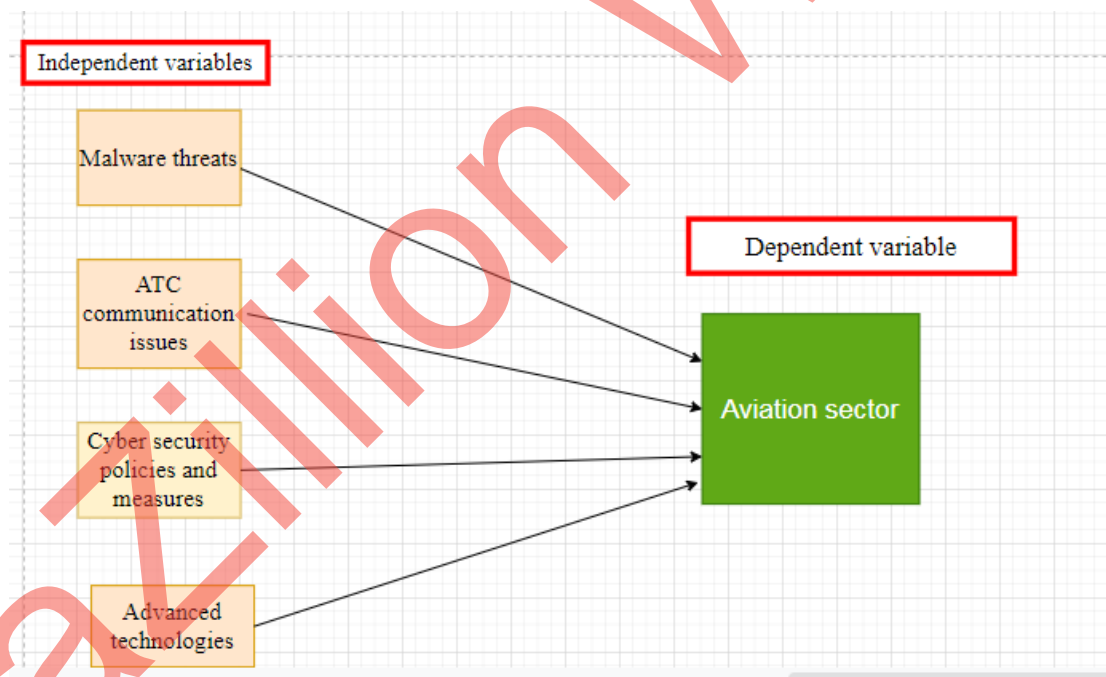 Independent variables
Malware threats
ATC
communication
issues
Cyber security
policies and
measures
Advanced
technologies
Dependent variable
Aviation sector